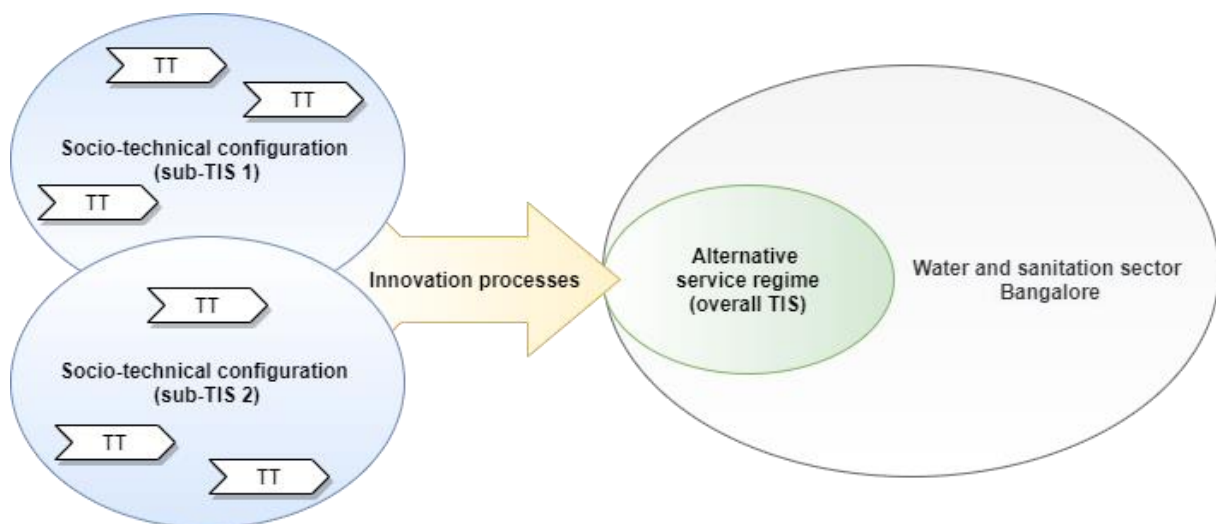 TT
TT
Socio-technical configuration
(sub-TIS 1)
TT
TT
Socio-technical configuration
(sub-TIS 2)
TT
TT
Innovation processes
Alternative
service regime
(overall TIS)
Water and sanitation sector
Bangalore